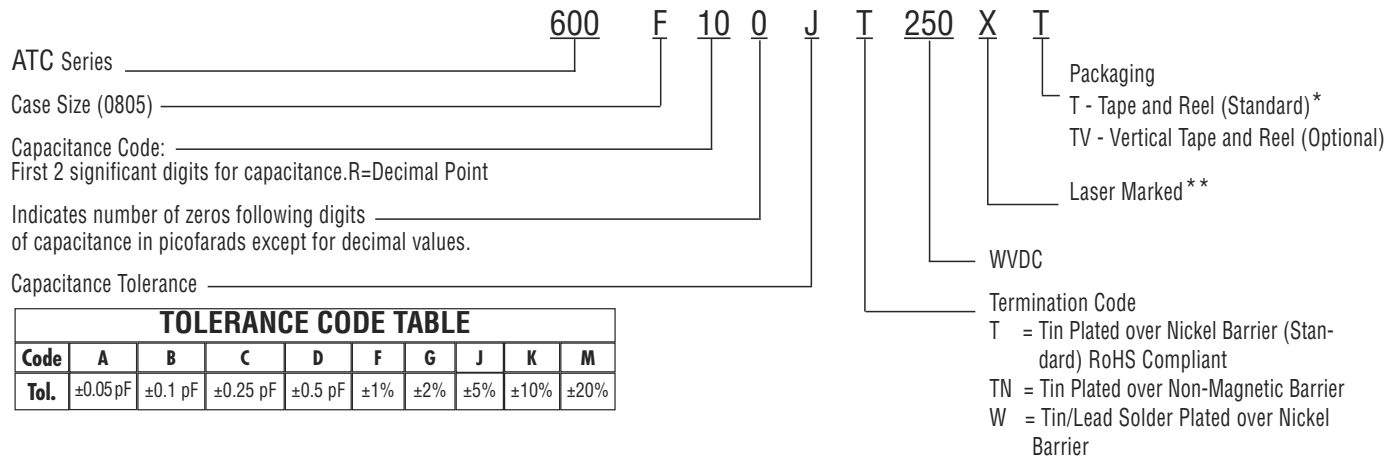 600 F 10 0 J T 250 X T
ATC Series
Case Size (0805)
Capacitance Code:
First 2 significant digits for capacitance.R=Decimal Point
Indicates number of zeros following digits
of capacitance in picofarads except for decimal values.
Capacitance Tolerance
TOLERANCE CODE TABLE
Code A B C D F G J K M
Tol. ±0.05 pF ±0.1 pF ±0.25 pF ±0.5 pF ±1% ±2% ±5% ±10% ±20%
Packaging
T - Tape and Reel (Standard)*
TV - Vertical Tape and Reel (Optional)
Laser Marked**
WVDC
Termination Code
T = Tin Plated over Nickel Barrier (Stan-
dard) RoHS Compliant
TN = Tin Plated over Non-Magnetic Barrier
W = Tin/Lead Solder Plated over Nickel
Barrier